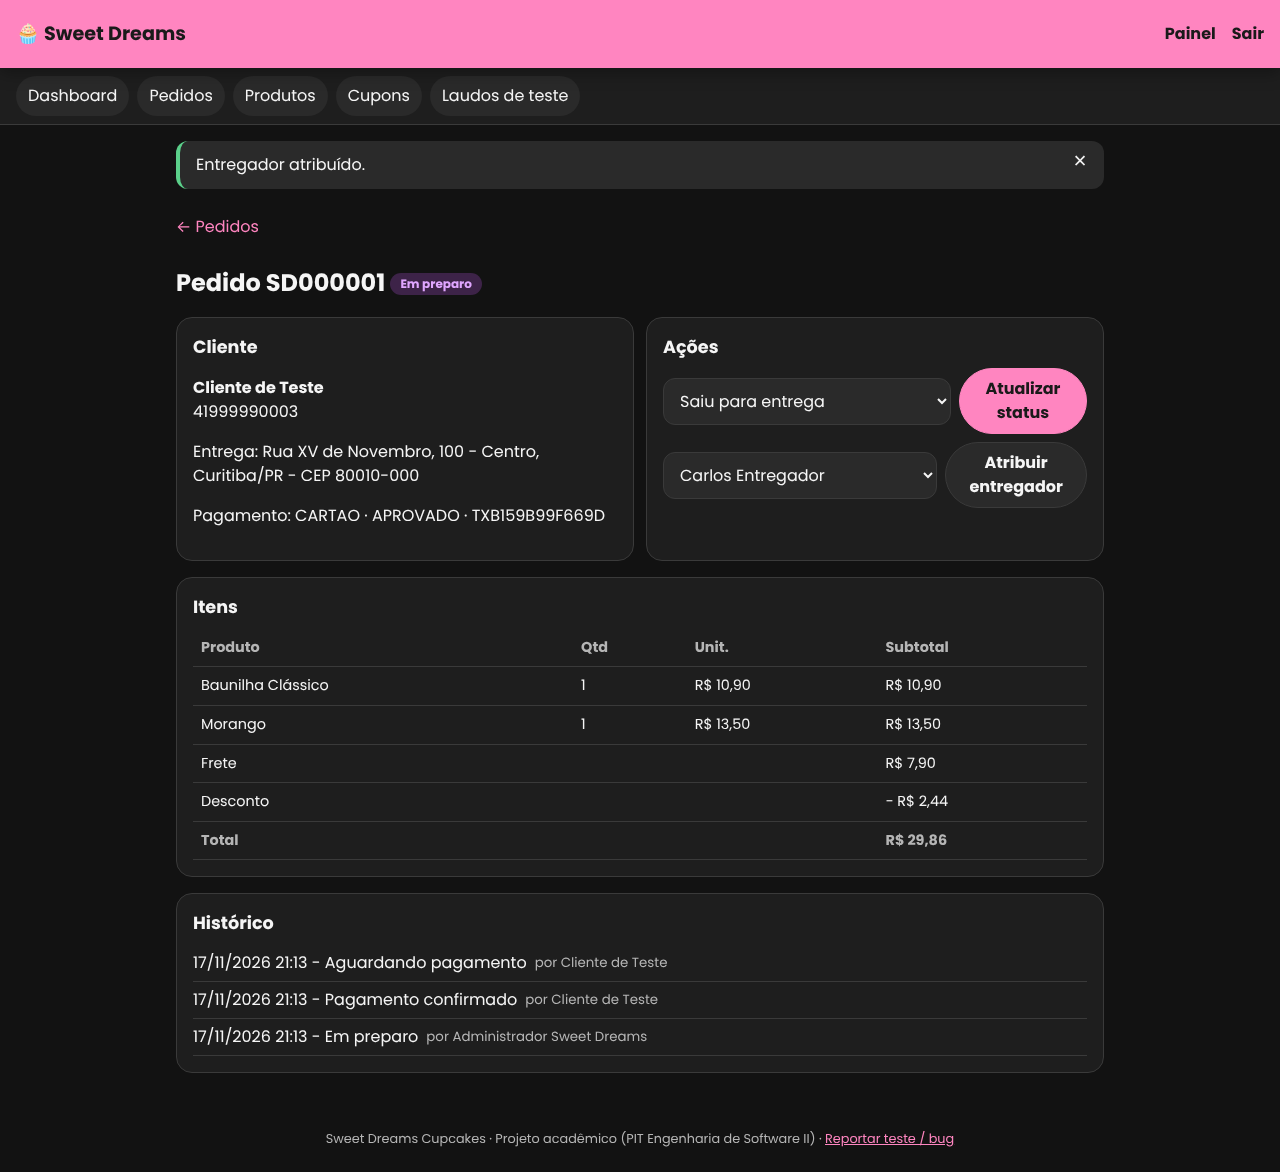 🧁 Sweet Dreams
Painel Sair
Dashboard Pedidos Produtos Cupons Laudos de teste
Entregador atribuído. ×
← Pedidos
Pedido SD000001 Em preparo
Cliente
Cliente de Teste
41999990003
Entrega: Rua XV de Novembro, 100 - Centro,
Curitiba/PR - CEP 80010-000
Pagamento: CARTAO · APROVADO · TXB159B99F669D
Ações
Saiu para entrega
Atualizar
status
Carlos Entregador
Atribuir
entregador
Itens
Produto Qtd Unit. Subtotal
Baunilha Clássico 1 R$ 10,90 R$ 10,90
Morango 1 R$ 13,50 R$ 13,50
Frete R$ 7,90
Desconto - R$ 2,44
Total R$ 29,86
Histórico
17/11/2026 21:13 - Aguardando pagamento por Cliente de Teste
17/11/2026 21:13 - Pagamento confirmado por Cliente de Teste
17/11/2026 21:13 - Em preparo por Administrador Sweet Dreams
Sweet Dreams Cupcakes · Projeto acadêmico (PIT Engenharia de Software II) · Reportar teste / bug